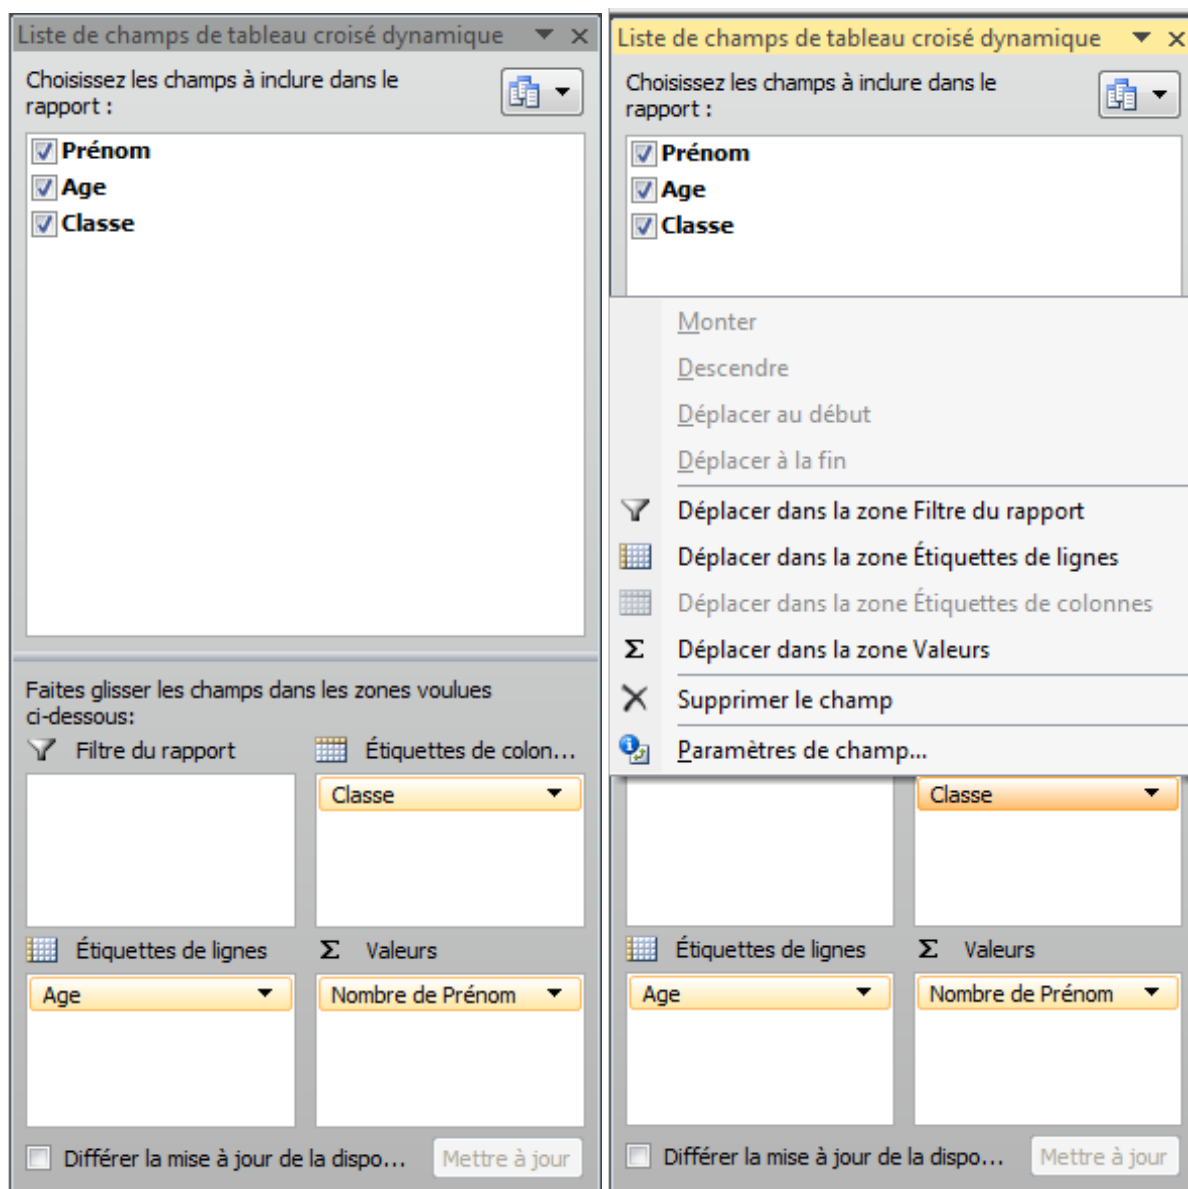 Liste de champs de tableau croisé dynamique
Choisissez les champs à inclure dans le
rapport :
Prénom
Age
Classe
Faites glisser les champs dans les zones voulues
ci-dessous:
Filtre du rapport
Étiquettes de colon...
Classe
Étiquettes de lignes
Σ Valeurs
Age
Nombre de Prénom
Différer la mise à jour de la dispo...
Mettre à jour
Liste de champs de tableau croisé dynamique
Choisissez les champs à inclure dans le
rapport :
Prénom
Age
Classe
Monter
Descendre
Déplacer au début
Déplacer à la fin
Déplacer dans la zone Filtre du rapport
Déplacer dans la zone Étiquettes de lignes
Déplacer dans la zone Étiquettes de colonnes
Σ Déplacer dans la zone Valeurs
Supprimer le champ
Paramètres de champ...
Classe
Étiquettes de lignes
Σ Valeurs
Age
Nombre de Prénom
Différer la mise à jour de la dispo...
Mettre à jour